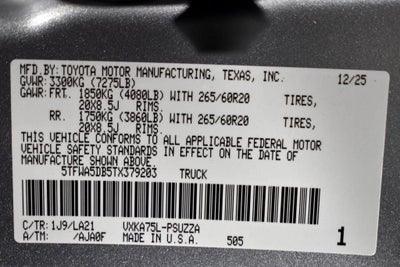 MFD.BY:TOYOTA MOTOR MANUFACTURING, TEXAS, INC. 12/25
GVWR: 3300KG (7275LB)
GAWR: FRT. 1850KG (4080LB) WITH 265/60R20 TIRES,
20X8.5J RIMS.
RR. 1750KG (3860LB) WITH 265/60R20 TIRES,
20X8.5J RIMS.
THIS VEHICLE CONFORMS TO ALL APPLICABLE FEDERAL MOTOR
VEHICLE SAFETY STANDARDS IN EFFECT ON THE DATE OF
MANUFACTURE SHOWN ABOVE.
5TFWA5DB5TX379203 TRUCK
C/TR: 1J9/LA21 VXKA75L-PSUZZA
A/TM: /AJA0F MADE IN U.S.A. 505 1